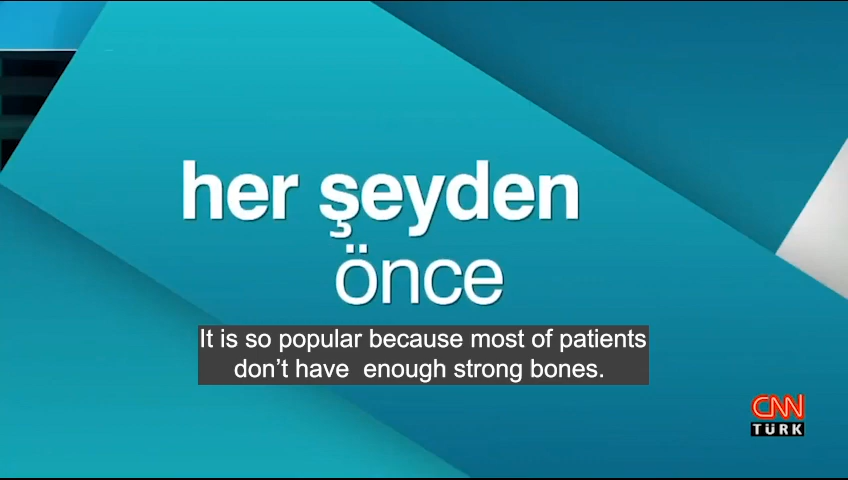 her şeyden
önce
It is so popular because most of patients
don't have  enough strong bones.
CNN
TÜRK